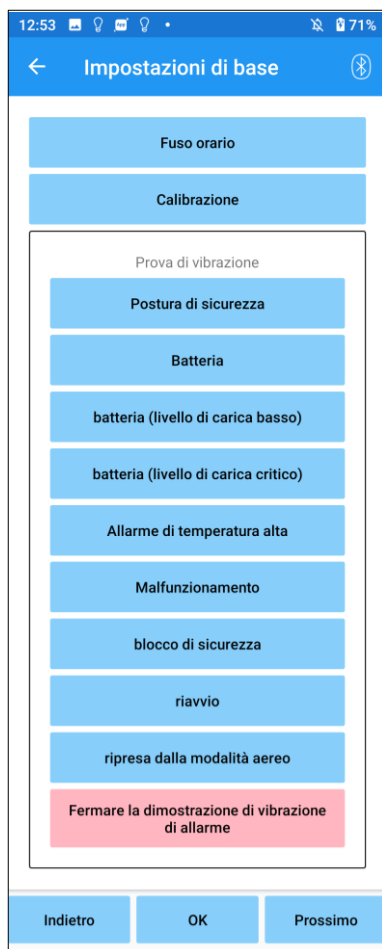 12:53
71%
Impostazioni di base
Fuso orario
Calibrazione
Prova di vibrazione
Postura di sicurezza
Batteria
batteria (livello di carica basso)
batteria (livello di carica critico)
Allarme di temperatura alta
Malfunzionamento
blocco di sicurezza
riavvio
ripresa dalla modalità aereo
Fermare la dimostrazione di vibrazione
di allarme
Indietro
OK
Prossimo